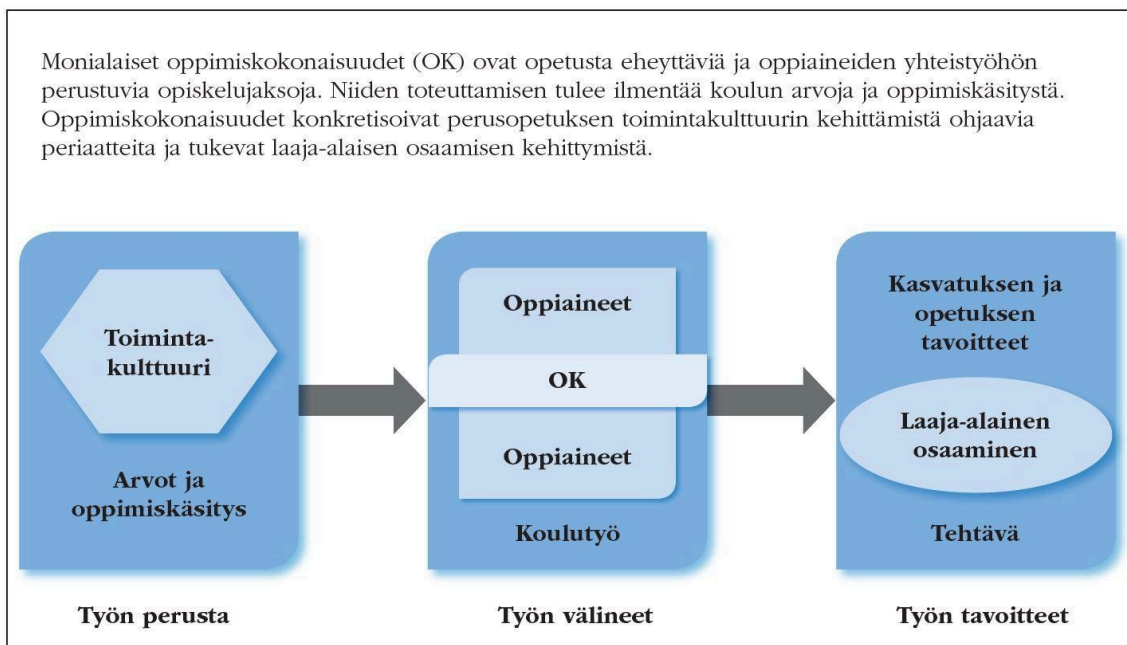 Monialaiset oppimiskokonaisuudet (OK) ovat opetusta eheyttäviä ja oppiaineiden yhteistyöhön
perustuvia opiskelujaksoja. Niiden toteuttamisen tulee ilmentää koulun arvoja ja oppimiskäsitystä.
Oppimiskokonaisuudet konkretisoivat perusopetuksen toimintakulttuurin kehittämistä ohjaavia
periaatteita ja tukevat laaja-alaisen osaamisen kehittymistä.
Toiminta-
kulttuuri
Arvot ja
oppimiskäsitys
Työn perusta
Oppiaineet
OK
Oppiaineet
Koulutyö
Työn välineet
Kasvatuksen ja
opetuksen
tavoitteet
Laaja-alainen
osaaminen
Tehtävä
Työn tavoitteet